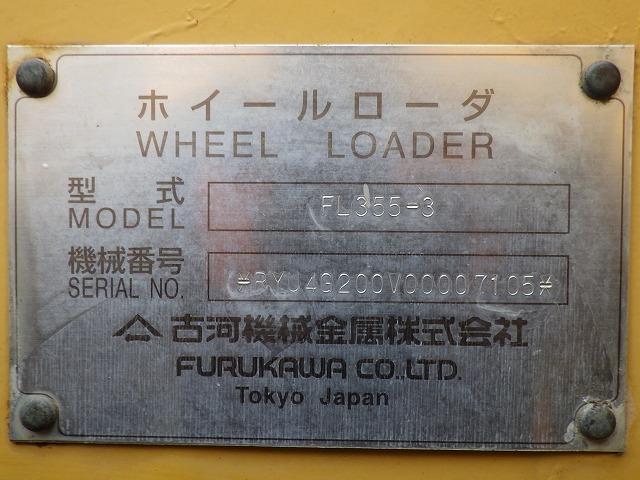 ホイールローダ
WHEEL LOADER
型式 FL355-3
MODEL
機械番号 *RYU4G200V00007105*
SERIAL NO.
古河機械金属株式会社
FURUKAWA CO.,LTD.
Tokyo Japan